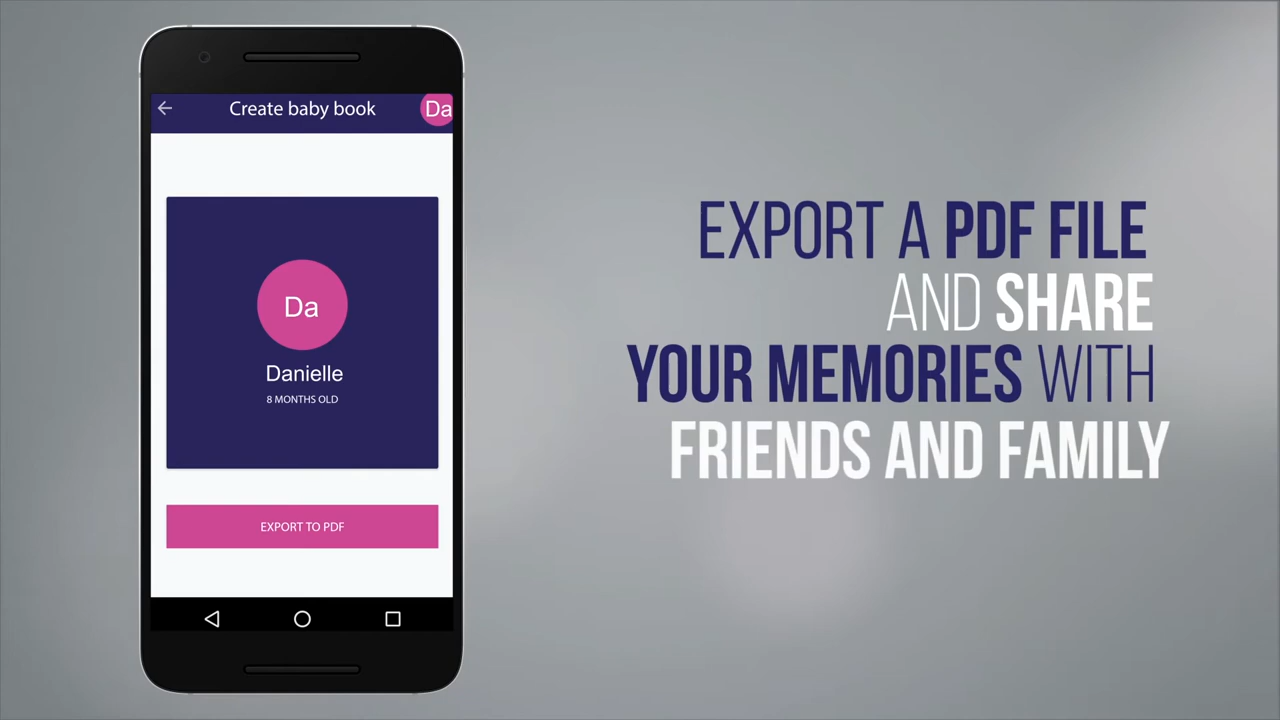 Create baby book
Da
Da
Danielle
8 MONTHS OLD
EXPORT TO PDF
EXPORT A PDF FILE
AND SHARE
YOUR MEMORIES WITH
FRIENDS AND FAMILY